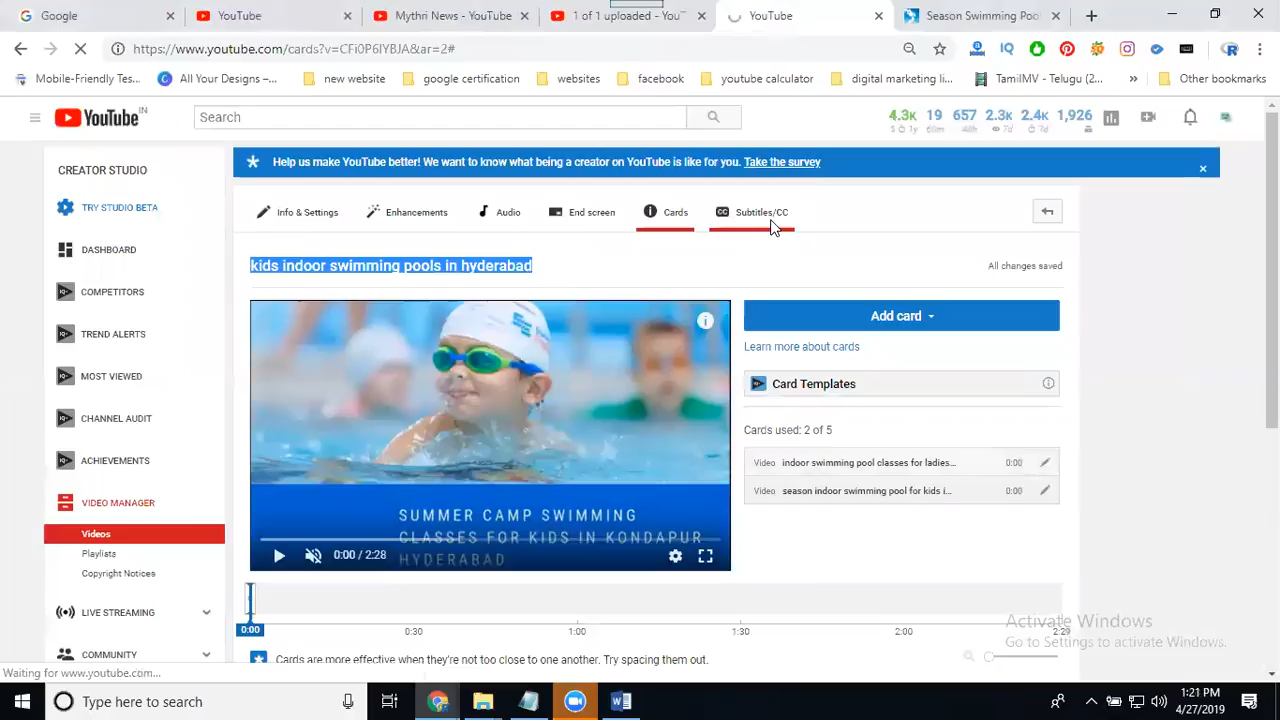 Google
YouTube
Mythri News - YouTube
1 of 1 uploaded - You
YouTube
Season Swimming Poo
https://www.youtube.com/cards?v=CFi0P6IYBJA&ar=2#
Mobile-Friendly Tes...
All Your Designs –...
new website
google certification
websites
facebook
youtube calculator
digital marketing li...
TamilMV - Telugu (2...
»
Other bookmarks
YouTube IN
Search
4.3K 19 657 2.3K 2.4K 1,926
60m 48h 7d 7d
CREATOR STUDIO
Help us make YouTube better! We want to know what being a creator on YouTube is like for you. Take the survey
TRY STUDIO BETA
DASHBOARD
COMPETITORS
TREND ALERTS
MOST VIEWED
CHANNEL AUDIT
ACHIEVEMENTS
VIDEO MANAGER
Videos
Playlists
Copyright Notices
LIVE STREAMING
COMMUNITY
Info & Settings
Enhancements
Audio
End screen
Cards
CC Subtitles/CC
kids indoor swimming pools in hyderabad
All changes saved
SUMMER CAMP SWIMMING
CLASSES FOR KIDS IN KONDAPUR
HYDERABAD
0:00 / 2:28
Add card
Learn more about cards
Card Templates
Cards used: 2 of 5
Video indoor swimming pool classes for ladies... 0:00
Video season indoor swimming pool for kids i... 0:00
0:00 0:30 1:00 1:30 2:00 2:29
Cards are more effective when they're not too close to one another. Try spacing them out.
Activate Windows
Go to Settings to activate Windows.
Waiting for www.youtube.com...
Type here to search
1:21 PM
4/27/2019